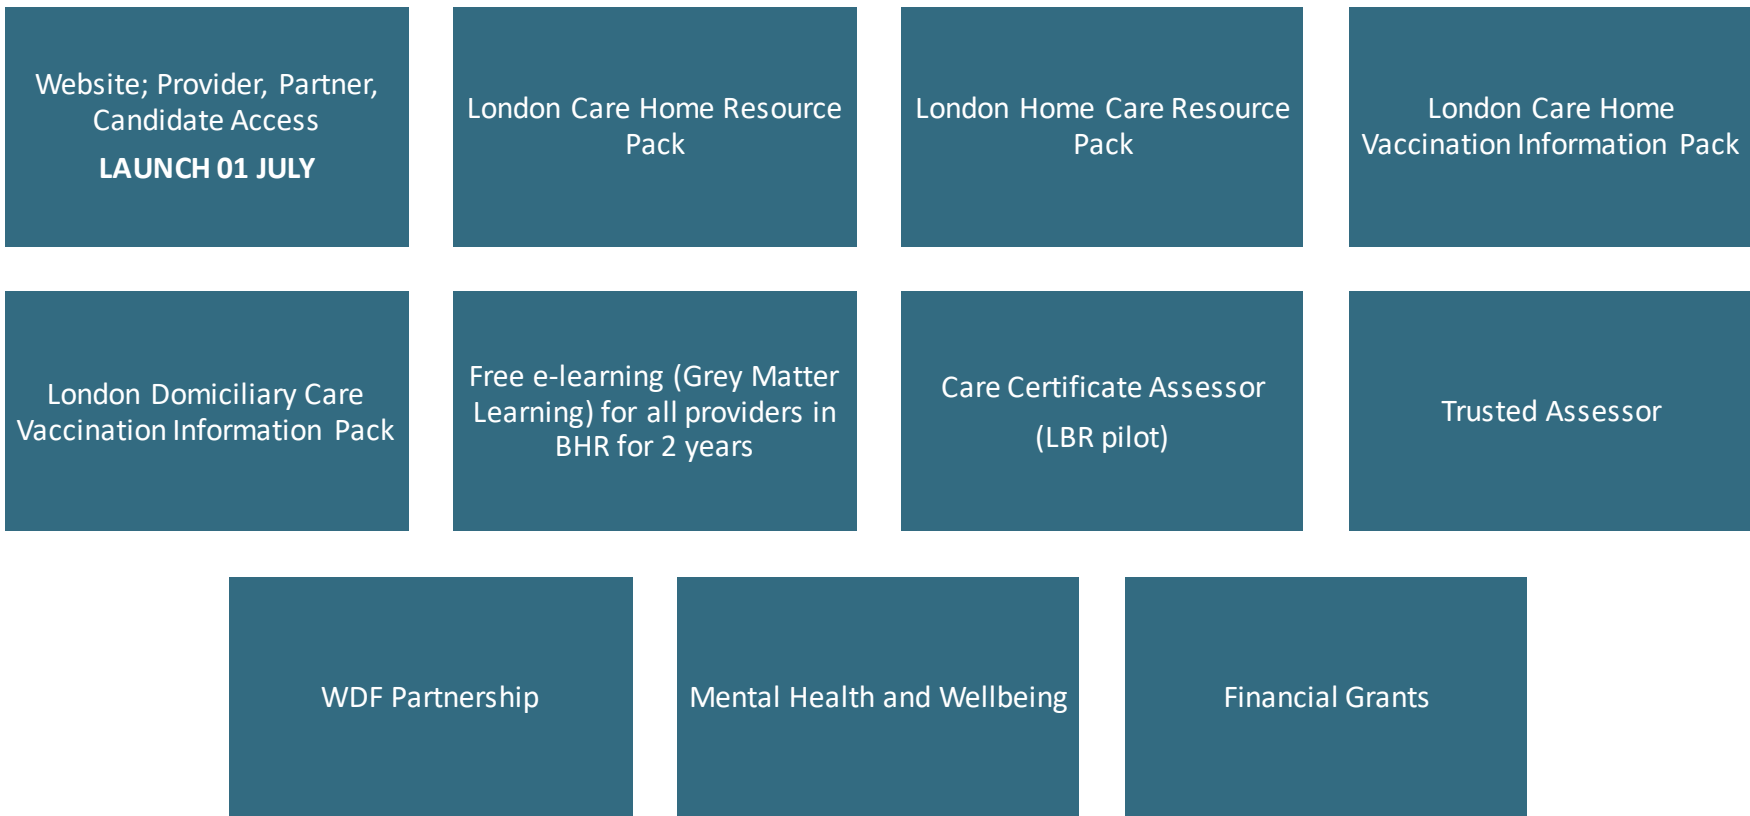 Website; Provider, Partner,
Candidate Access
LAUNCH 01 JULY
London Care Home Resource
Pack
London Home Care Resource
Pack
London Care Home
Vaccination Information Pack
London Domiciliary Care
Vaccination Information Pack
Free e-learning (Grey Matter
Learning) for all providers in
BHR for 2 years
Care Certificate Assessor
(LBR pilot)
Trusted Assessor
WDF Partnership
Mental Health and Wellbeing
Financial Grants